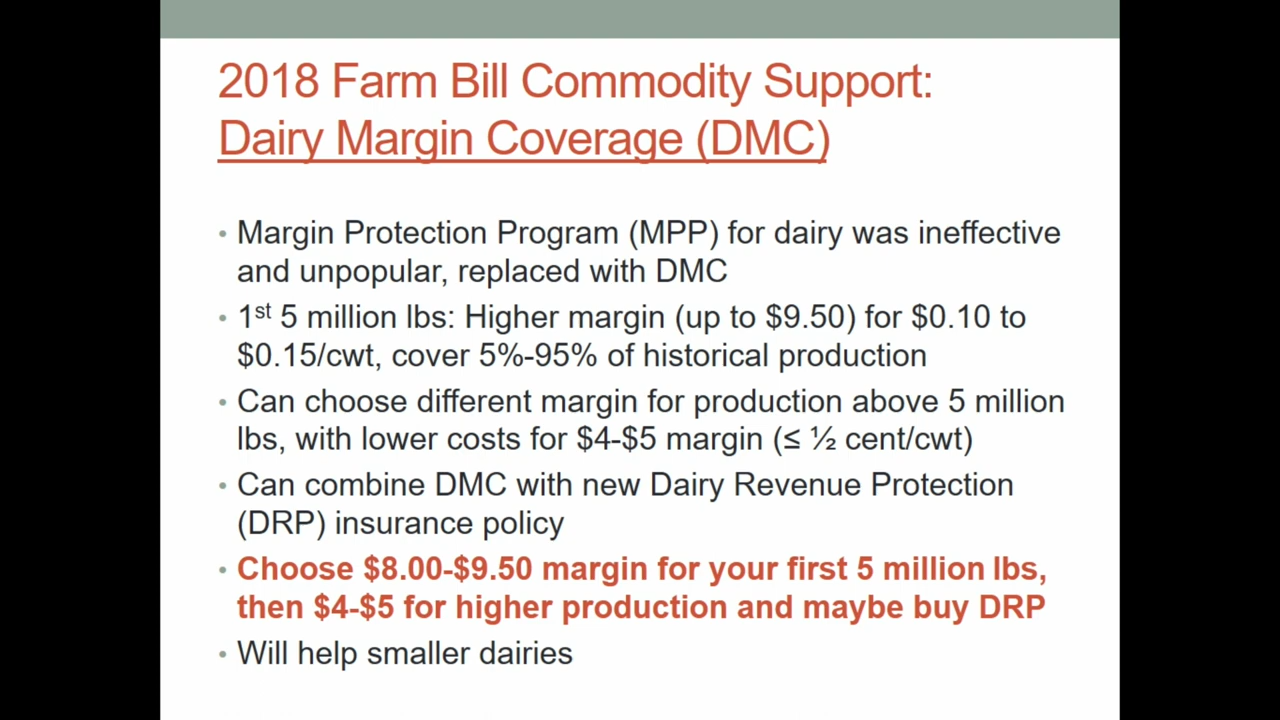 2018 Farm Bill Commodity Support:
Dairy Margin Coverage (DMC)
• Margin Protection Program (MPP) for dairy was ineffective
and unpopular, replaced with DMC
• 1st 5 million lbs: Higher margin (up to $9.50) for $0.10 to
$0.15/cwt, cover 5%-95% of historical production
• Can choose different margin for production above 5 million
lbs, with lower costs for $4-$5 margin (≤ ½ cent/cwt)
• Can combine DMC with new Dairy Revenue Protection
(DRP) insurance policy
• Choose $8.00-$9.50 margin for your first 5 million lbs,
then $4-$5 for higher production and maybe buy DRP
• Will help smaller dairies